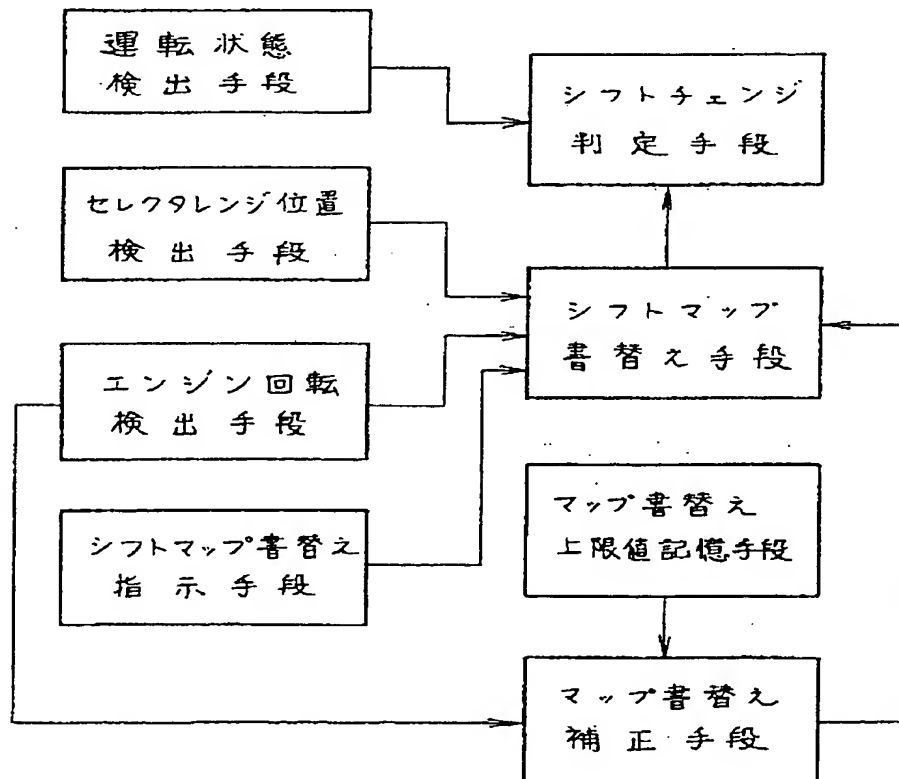 運転状態
検出手段
シフトチェンジ
判定手段
セレクタレンジ位置
検出手段
シフトマップ
書替え手段
エンジン回転
検出手段
マップ書替え
上限値記憶手段
シフトマップ書替え
指示手段
マップ書替え
補正手段